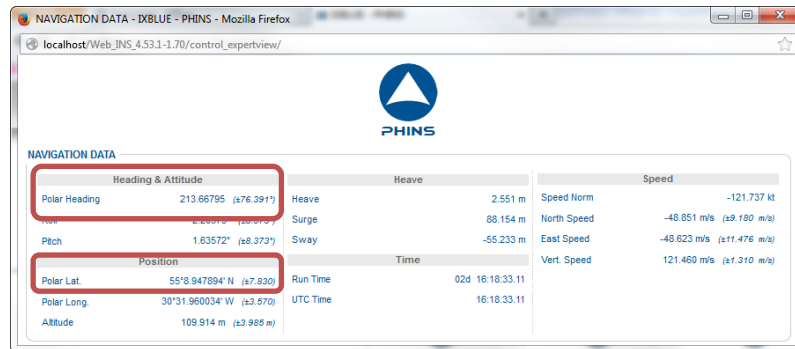 NAVIGATION DATA - IXBLUE - PHINS - Mozilla Firefox
localhost/Web_INS_4.53.1-1.70/control_expertview/
PHINS
NAVIGATION DATA
Heading & Attitude
Polar Heading 213.66795 (±76.391°)
Pitch 1.63572° (±8.373°)
Position
Polar Lat. 55°8.947894' N (±7.830)
Polar Long. 30°31.960034' W (±3.570)
Altitude 109.914 m (±3.985 m)
Heave
Heave 2.551 m
Surge 88.154 m
Sway -55.233 m
Time
Run Time 02d 16:18:33.11
UTC Time 16:18:33.11
Speed
Speed Norm -121.737 kt
North Speed -48.851 m/s (±9.180 m/s)
East Speed -48.623 m/s (±11.476 m/s)
Vert. Speed 121.460 m/s (±1.310 m/s)